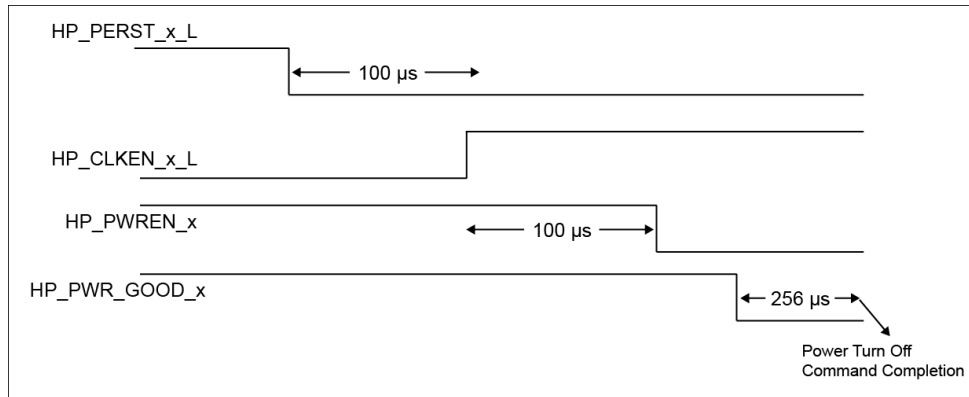 HP_PERST_x_L
100 µs
HP_CLKEN_x_L
HP_PWREN_x
100 µs
HP_PWR_GOOD_x
256 µs
Power Turn Off
Command Completion